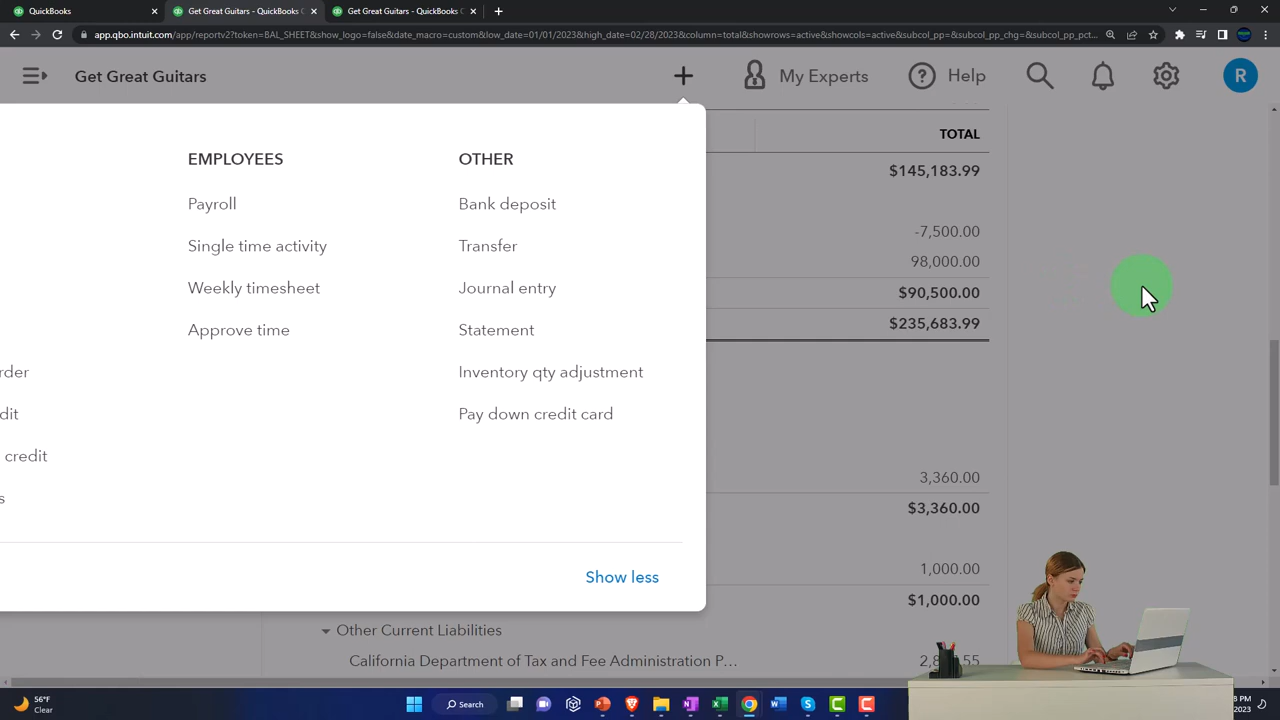 QuickBooks
Get Great Guitars - QuickBooks C
Get Great Guitars - QuickBooks C
app.qbo.intuit.com/app/reportv2?token=BAL_SHEET&show_logo=false&date_macro=custom&low_date=01/01/2023&high_date=02/28/2023&column=total&showrows=active&showcols=active&subcol_pp=&subcol_pp_chg=&subcol_pp_pct...
Get Great Guitars
My Experts
Help
R
EMPLOYEES
OTHER
TOTAL
Payroll
Bank deposit
$145,183.99
Single time activity
Transfer
-7,500.00
98,000.00
Weekly timesheet
Journal entry
$90,500.00
Approve time
Statement
$235,683.99
rder
Inventory qty adjustment
dit
Pay down credit card
credit
3,360.00
s
$3,360.00
1,000.00
Show less
$1,000.00
Other Current Liabilities
California Department of Tax and Fee Administration P...
56°F
Clear
Search
2023